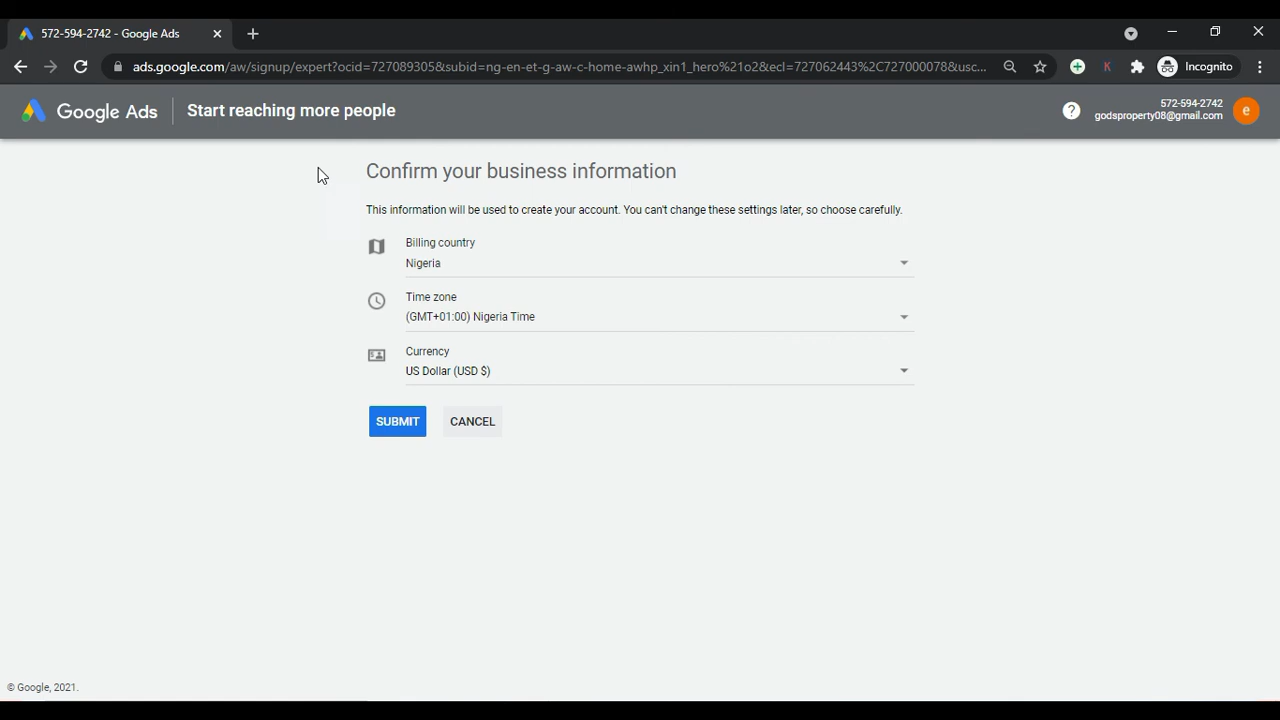 572-594-2742 - Google Ads
ads.google.com/aw/signup/expert?ocid=727089305&subid=ng-en-et-g-aw-c-home-awhp_xin1_hero%21o2&ecl=727062443%2C727000078&usc...
K
Incognito
Google Ads
Start reaching more people
?
572-594-2742
godsproperty08@gmail.com
e
Confirm your business information
This information will be used to create your account. You can't change these settings later, so choose carefully.
Billing country
Nigeria
Time zone
(GMT+01:00) Nigeria Time
Currency
US Dollar (USD $)
SUBMIT
CANCEL
© Google, 2021.